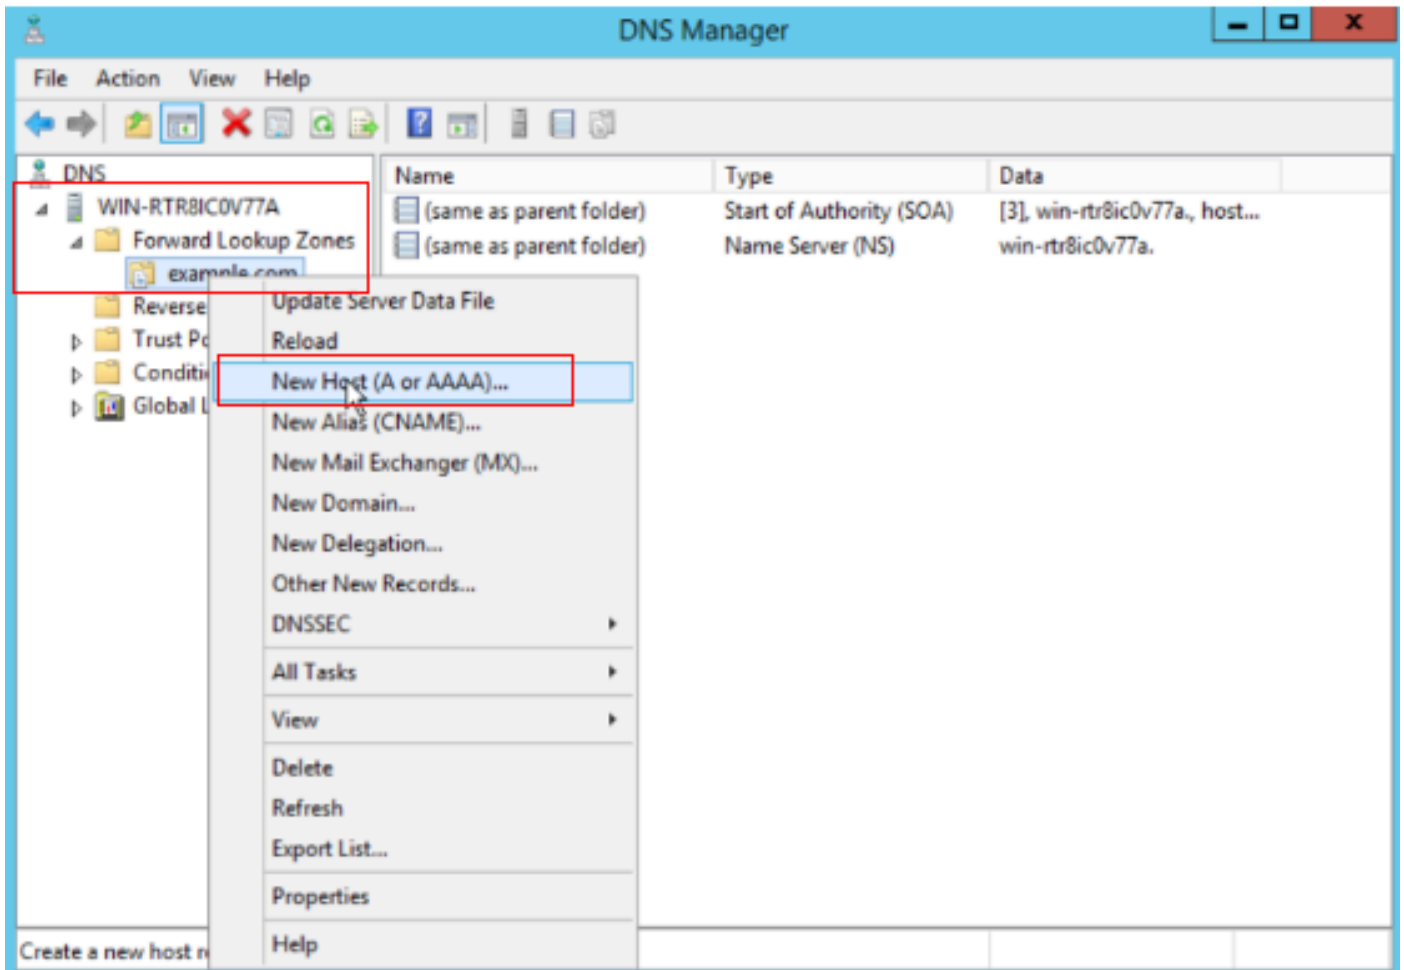 DNS Manager
File Action View Help
DNS
WIN-RTR8IC0V77A
Forward Lookup Zones
example.com
Reverse
Trust Po
Conditi
Global L
Name Type Data
(same as parent folder) Start of Authority (SOA) [3], win-rtr8ic0v77a., host...
(same as parent folder) Name Server (NS) win-rtr8ic0v77a.
Update Server Data File
Reload
New Host (A or AAAA)...
New Alias (CNAME)...
New Mail Exchanger (MX)...
New Domain...
New Delegation...
Other New Records...
DNSSEC
All Tasks
View
Delete
Refresh
Export List...
Properties
Help
Create a new host r